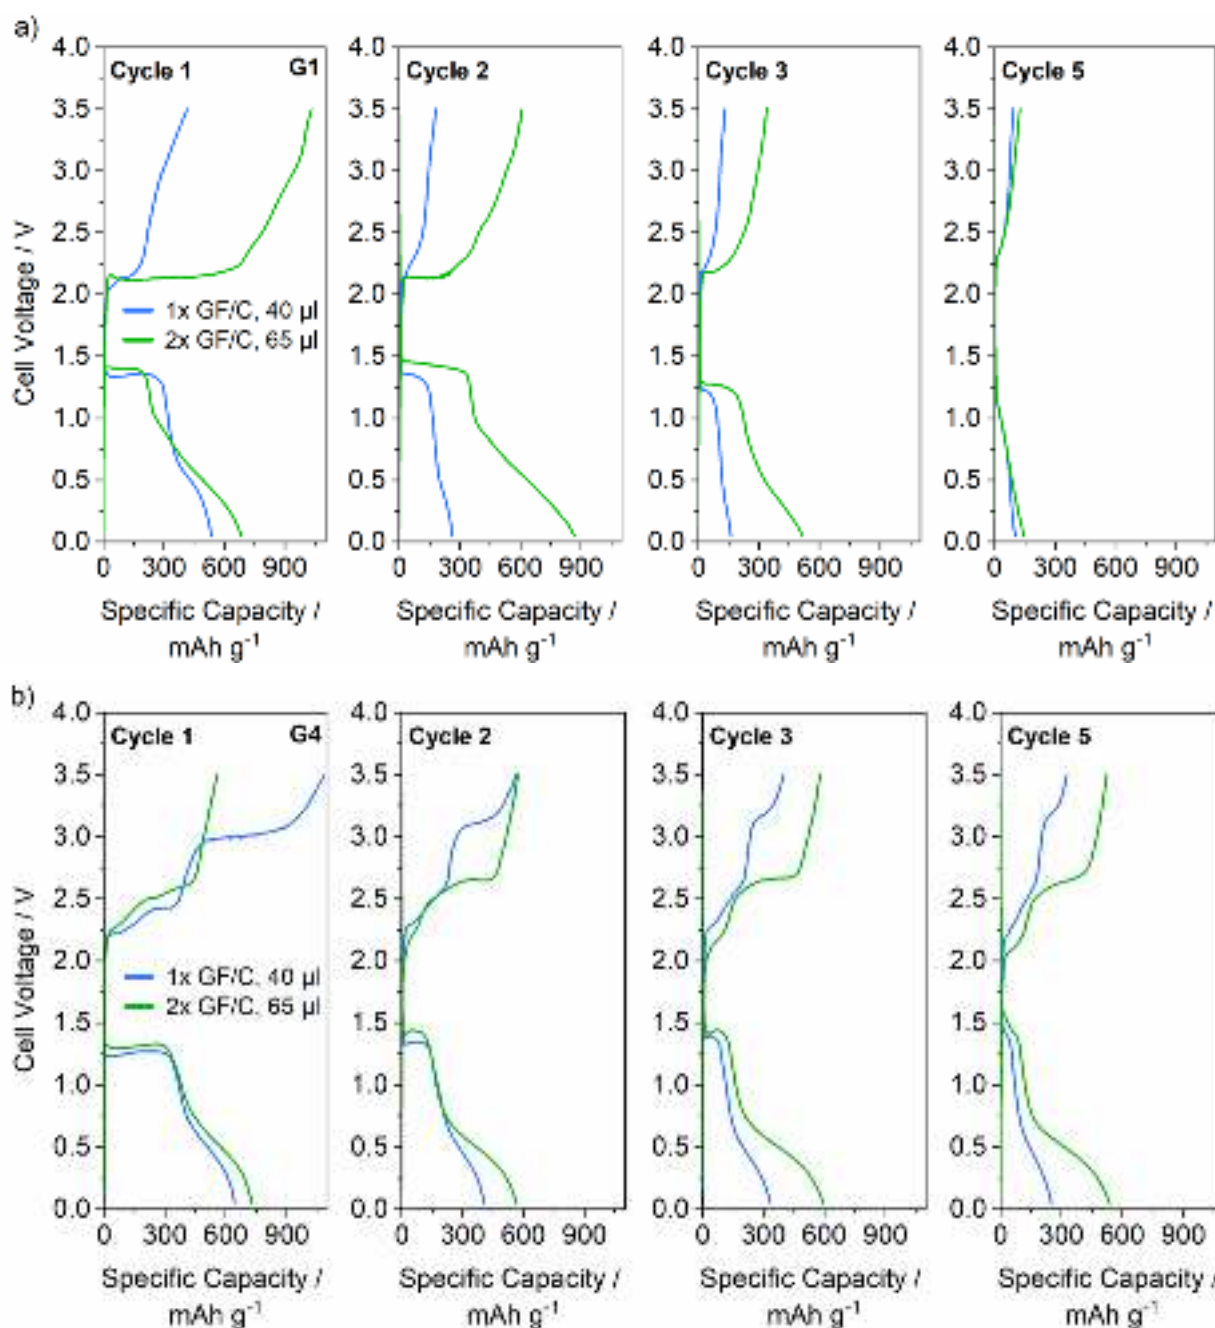 a)
Cycle 1 G1 Cycle 2 Cycle 3 Cycle 5
4.0 4.0 4.0 4.0
3.5 3.5 3.5 3.5
3.0 3.0 3.0 3.0
2.5 2.5 2.5 2.5
2.0 2.0 2.0 2.0
1x GF/C, 40 µl
2x GF/C, 65 µl
1.5 1.5 1.5 1.5
1.0 1.0 1.0 1.0
0.5 0.5 0.5 0.5
0.0 0.0 0.0 0.0
Cell Voltage / V
0 300 600 900 0 300 600 900 0 300 600 900 0 300 600 900
Specific Capacity / Specific Capacity / Specific Capacity / Specific Capacity /
mAh g⁻¹ mAh g⁻¹ mAh g⁻¹ mAh g⁻¹
b)
4.0 4.0 4.0 4.0
Cycle 1 G4 Cycle 2 Cycle 3 Cycle 5
3.5 3.5 3.5 3.5
3.0 3.0 3.0 3.0
2.5 2.5 2.5 2.5
2.0 2.0 2.0 2.0
1x GF/C, 40 µl
2x GF/C, 65 µl
1.5 1.5 1.5 1.5
1.0 1.0 1.0 1.0
0.5 0.5 0.5 0.5
0.0 0.0 0.0 0.0
Cell Voltage / V
0 300 600 900 0 300 600 900 0 300 600 900 0 300 600 900
Specific Capacity / Specific Capacity / Specific Capacity / Specific Capacity /
mAh g⁻¹ mAh g⁻¹ mAh g⁻¹ mAh g⁻¹